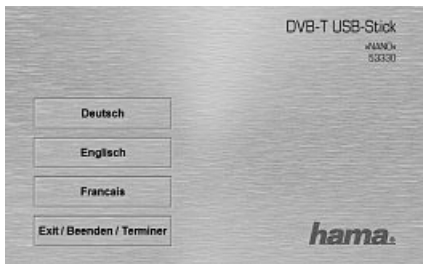 DVB-T USB-Stick
»NANO«
53330
Deutsch
Englisch
Francais
Exit / Beenden / Terminer
hama.